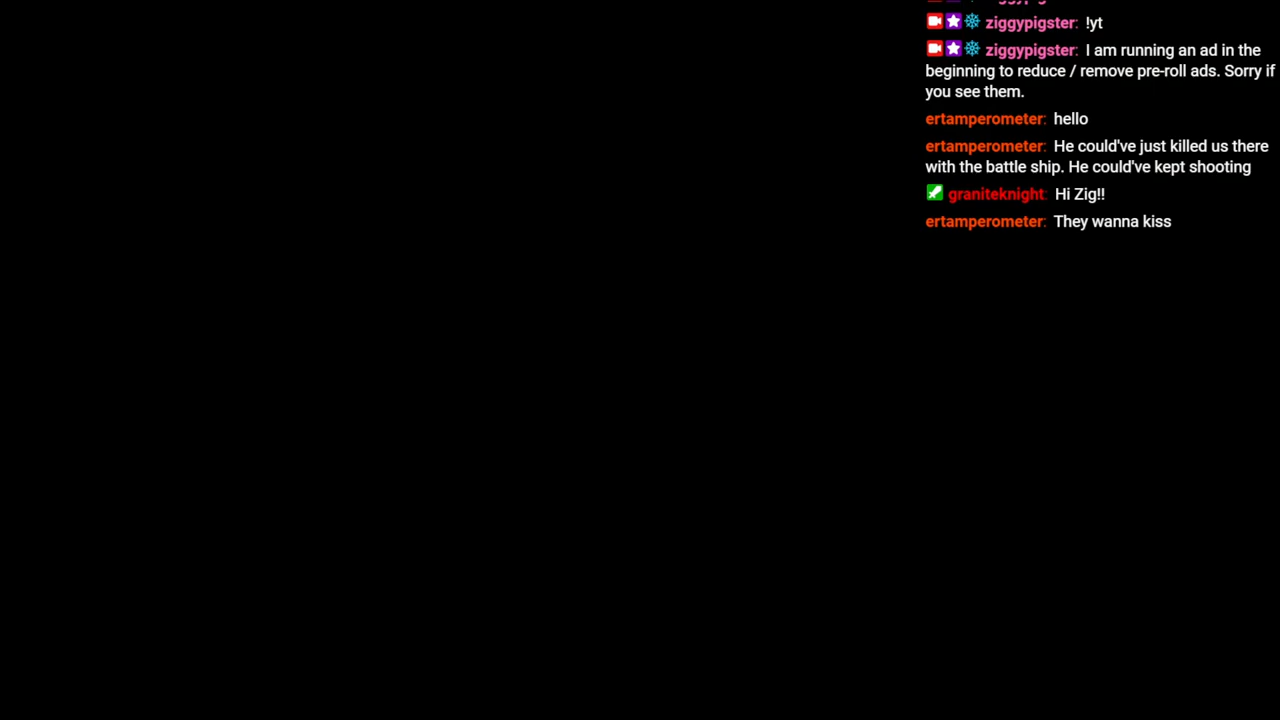 ziggypigster: !yt
ziggypigster: I am running an ad in the
beginning to reduce / remove pre-roll ads. Sorry if
you see them.
ertamperometer: hello
ertamperometer: He could've just killed us there
with the battle ship. He could've kept shooting
graniteknight: Hi Zig!!
ertamperometer: They wanna kiss